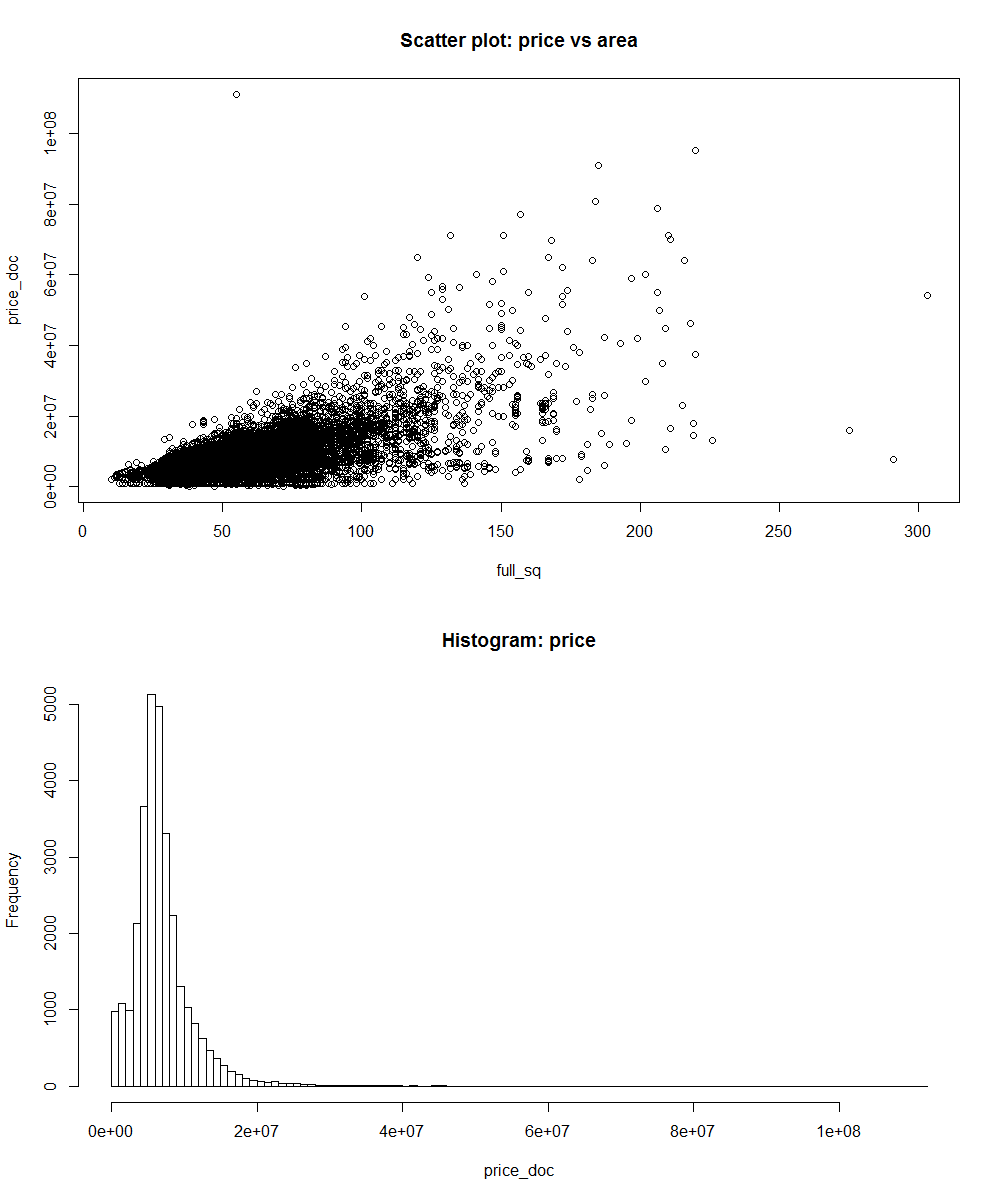 Scatter plot: price vs area
price_doc
1e+08
8e+07
6e+07
4e+07
2e+07
0e+00
0 50 100 150 200 250 300
full_sq
Histogram: price
Frequency
5000
4000
3000
2000
1000
0
0e+00 2e+07 4e+07 6e+07 8e+07 1e+08
price_doc